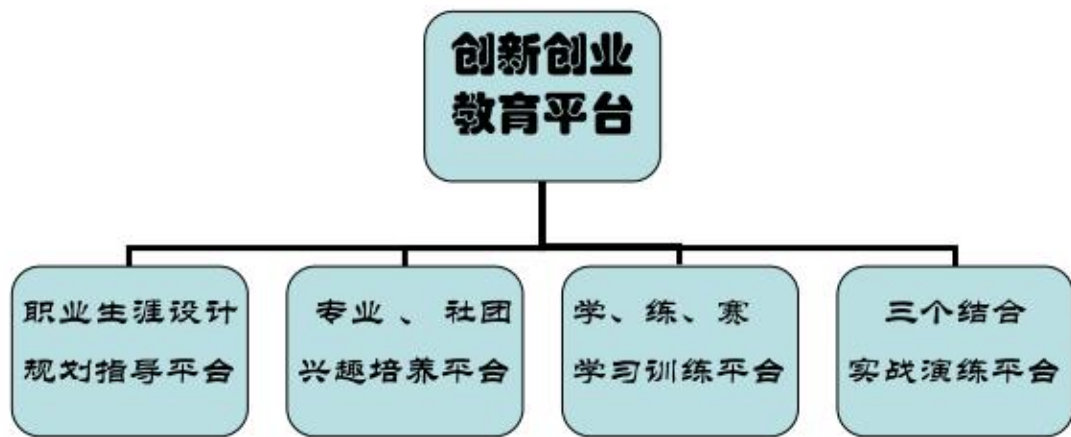 创新创业
教育平台
职业生涯设计
规划指导平台
专业、社团
兴趣培养平台
学、练、赛
学习训练平台
三个结合
实战演练平台